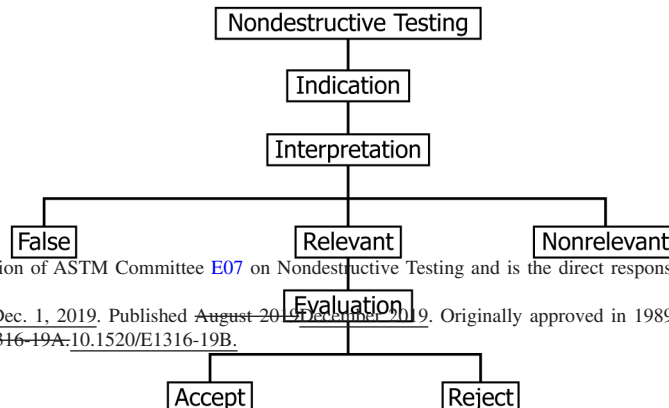 Nondestructive Testing
Indication
Interpretation
False Relevant Nonrelevant
ion of ASTM Committee E07 on Nondestructive Testing and is the direct respons
Evaluation
Dec. 1, 2019. Published August 2019December 2019. Originally approved in 1989
316-19A.10.1520/E1316-19B.
Accept Reject